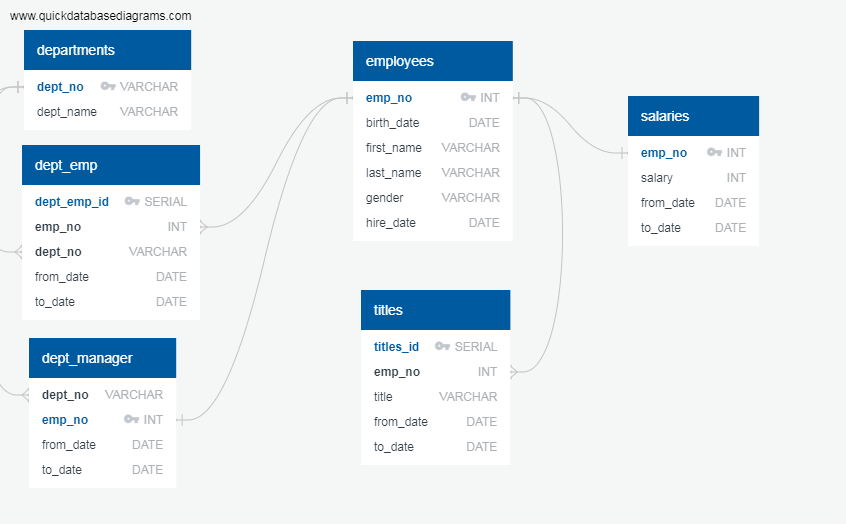 www.quickdatabasediagrams.com
departments
dept_no VARCHAR
dept_name VARCHAR
dept_emp
dept_emp_id SERIAL
emp_no INT
dept_no VARCHAR
from_date DATE
to_date DATE
dept_manager
dept_no VARCHAR
emp_no INT
from_date DATE
to_date DATE
employees
emp_no INT
birth_date DATE
first_name VARCHAR
last_name VARCHAR
gender VARCHAR
hire_date DATE
titles
titles_id SERIAL
emp_no INT
title VARCHAR
from_date DATE
to_date DATE
salaries
emp_no INT
salary INT
from_date DATE
to_date DATE